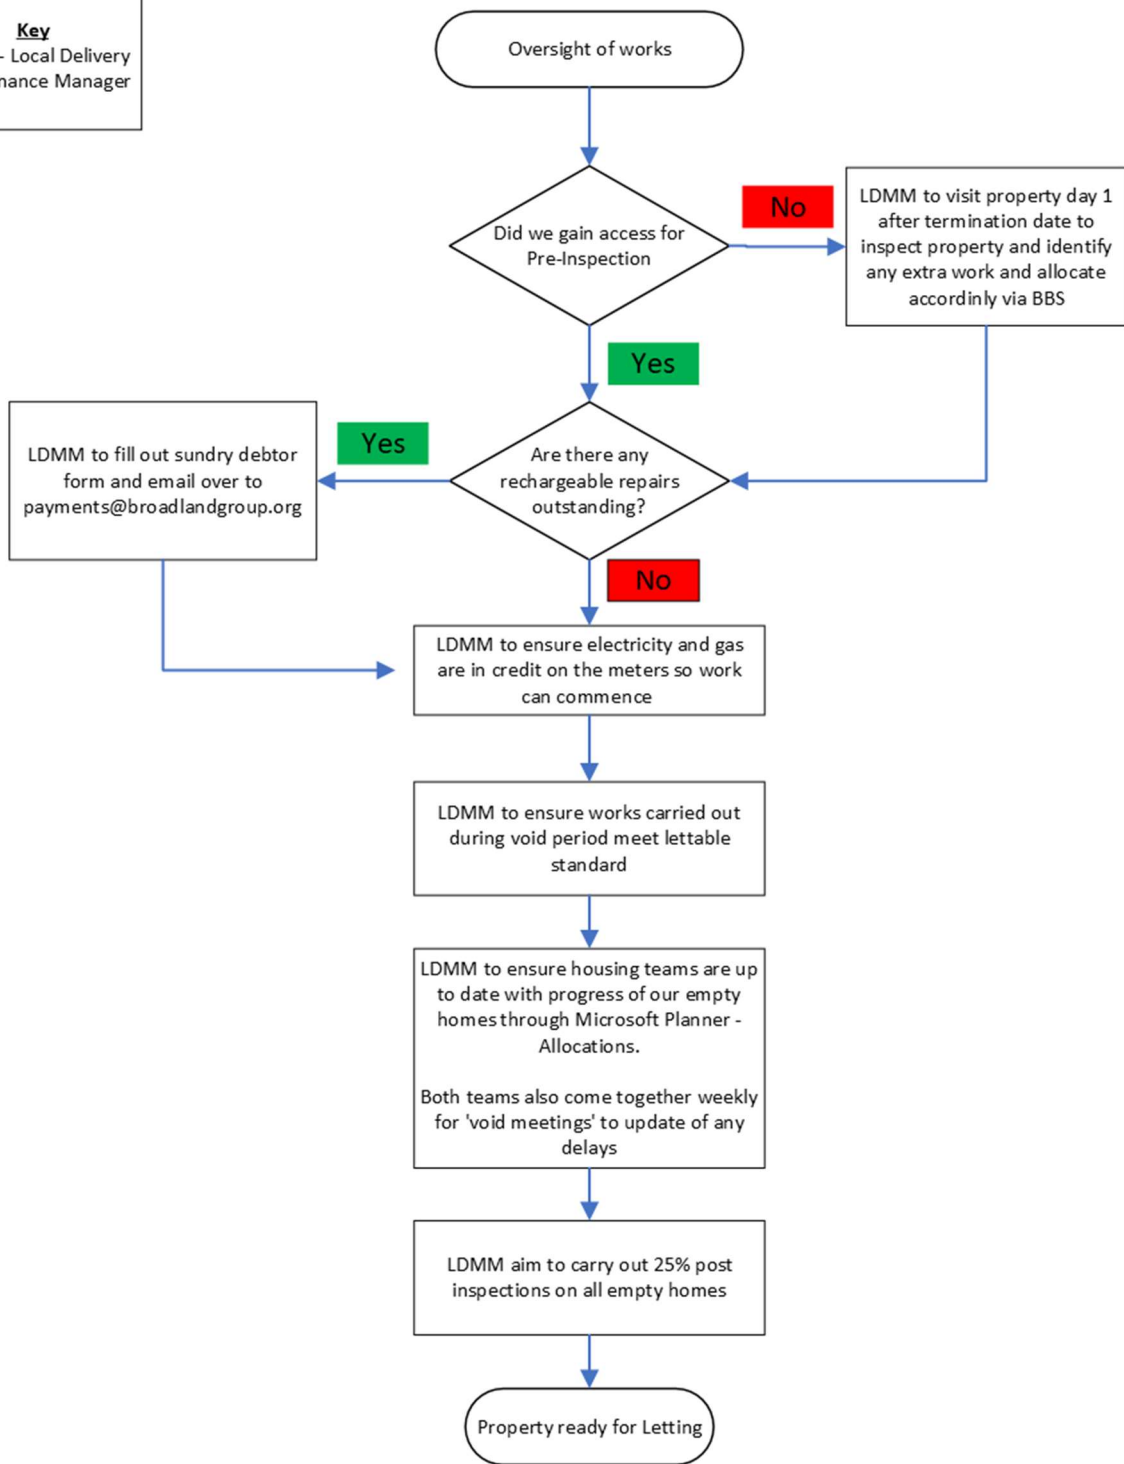 Key
- Local Delivery
Manager
Oversight of works
Did we gain access for
Pre-Inspection
No
LDMM to visit property day 1
after termination date to
inspect property and identify
any extra work and allocate
accordinly via BBS
Yes
Are there any
rechargeable repairs
outstanding?
Yes
LDMM to fill out sundry debtor
form and email over to
payments@broadlandgroup.org
No
LDMM to ensure electricity and gas
are in credit on the meters so work
can commence
LDMM to ensure works carried out
during void period meet lettable
standard
LDMM to ensure housing teams are up
to date with progress of our empty
homes through Microsoft Planner -
Allocations.
Both teams also come together weekly
for 'void meetings' to update of any
delays
LDMM aim to carry out 25% post
inspections on all empty homes
Property ready for Letting